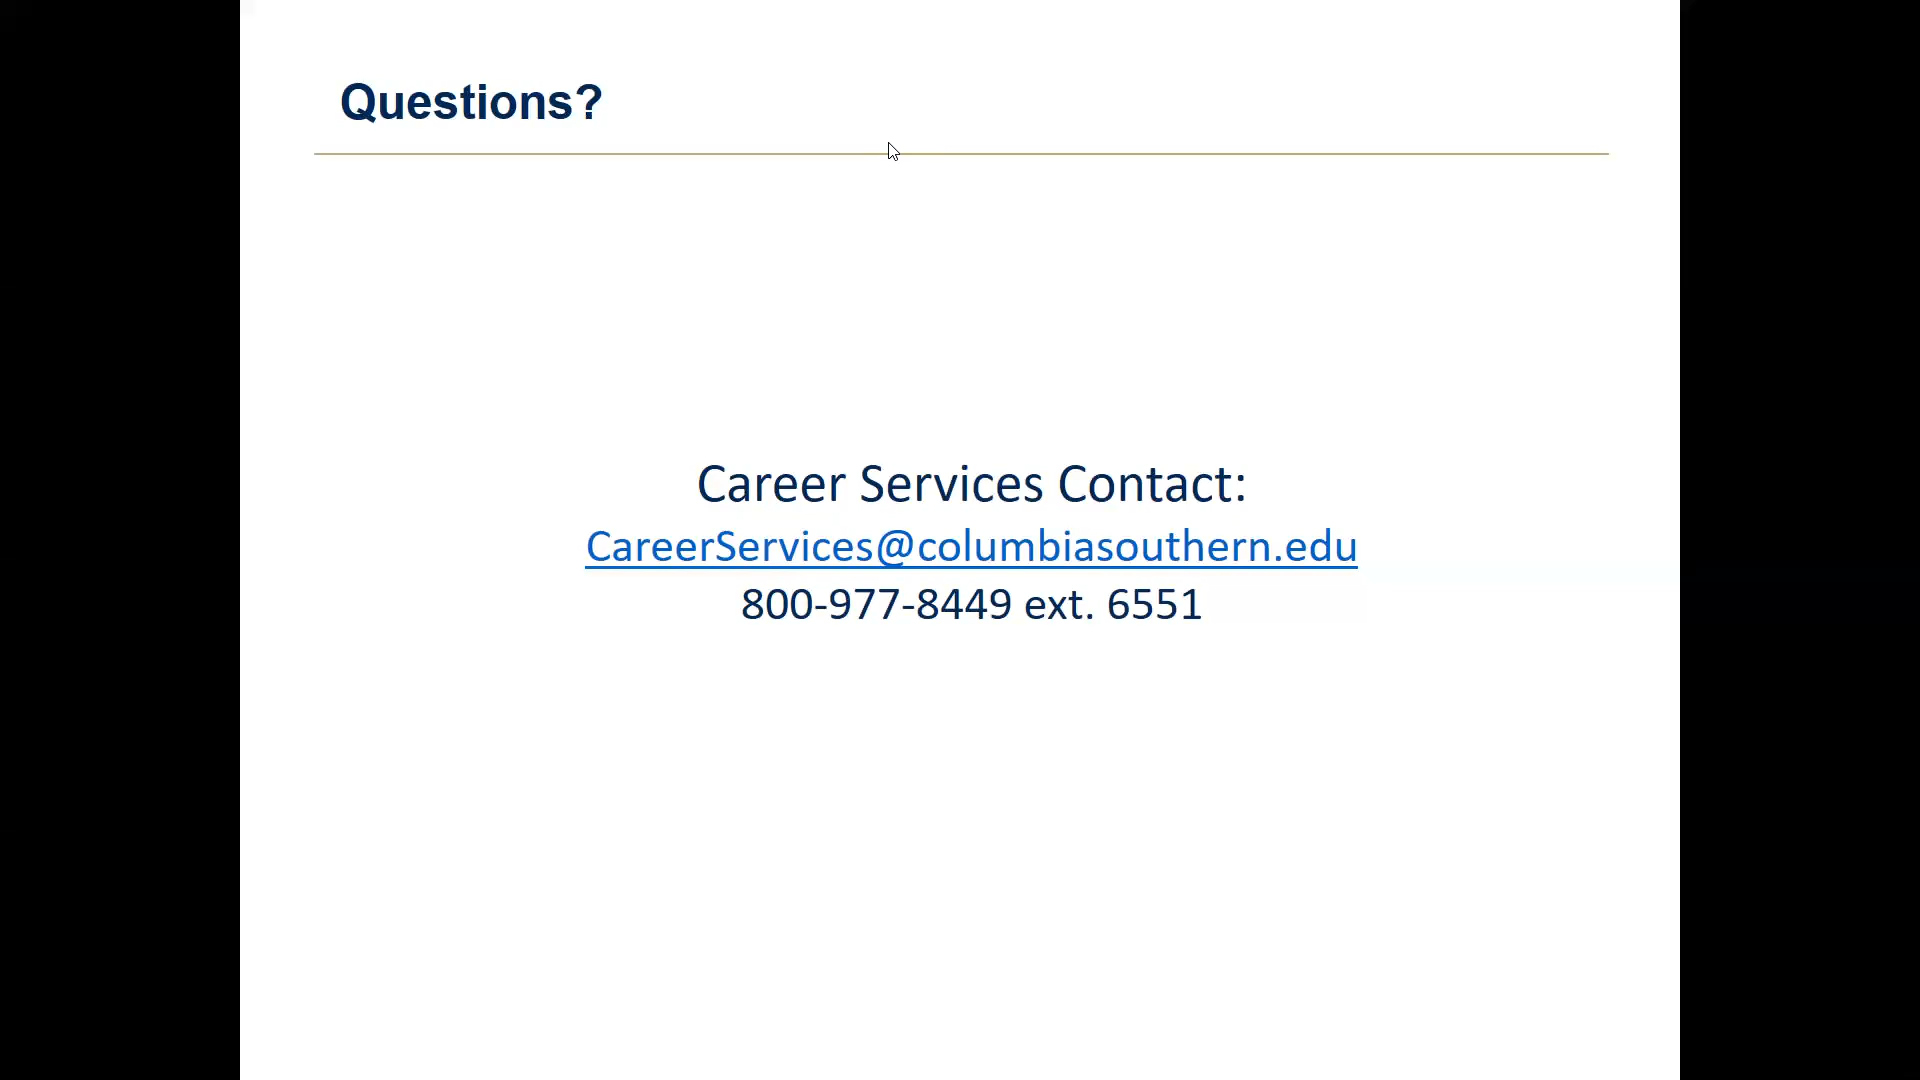 Questions?
Career Services Contact:
CareerServices@columbiasouthern.edu
800-977-8449 ext. 6551